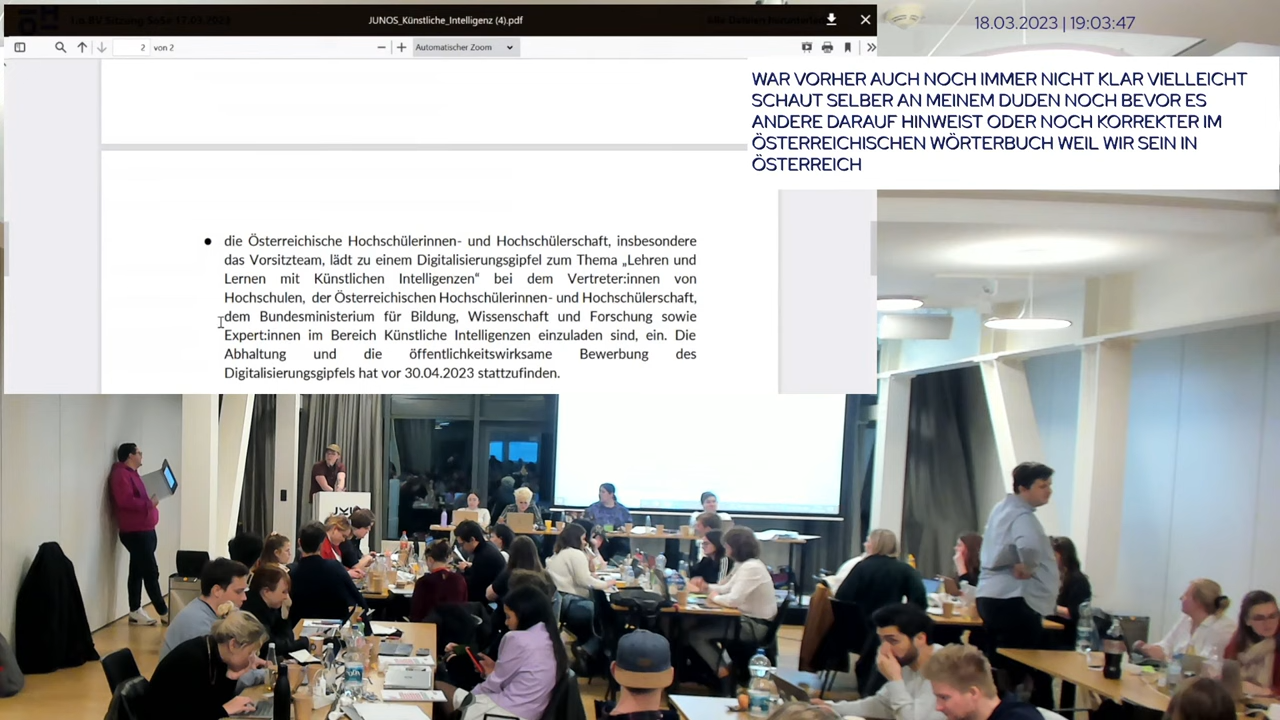 JUNOS_Künstliche_Intelligenz (4).pdf
18.03.2023 | 19:03:47
2 von 2
Automatischer Zoom
WAR VORHER AUCH NOCH IMMER NICHT KLAR VIELLEICHT
SCHAUT SELBER AN MEINEM DUDEN NOCH BEVOR ES
ANDERE DARAUF HINWEIST ODER NOCH KORREKTER IM
ÖSTERREICHISCHEN WÖRTERBUCH WEIL WIR SEIN IN
ÖSTERREICH
● die Österreichische Hochschülerinnen- und Hochschülerschaft, insbesondere
das Vorsitzteam, lädt zu einem Digitalisierungsgipfel zum Thema „Lehren und
Lernen mit Künstlichen Intelligenzen“ bei dem Vertreter:innen von
Hochschulen, der Österreichischen Hochschülerinnen- und Hochschülerschaft,
dem Bundesministerium für Bildung, Wissenschaft und Forschung sowie
Expert:innen im Bereich Künstliche Intelligenzen einzuladen sind, ein. Die
Abhaltung und die öffentlichkeitswirksame Bewerbung des
Digitalisierungsgipfels hat vor 30.04.2023 stattzufinden.